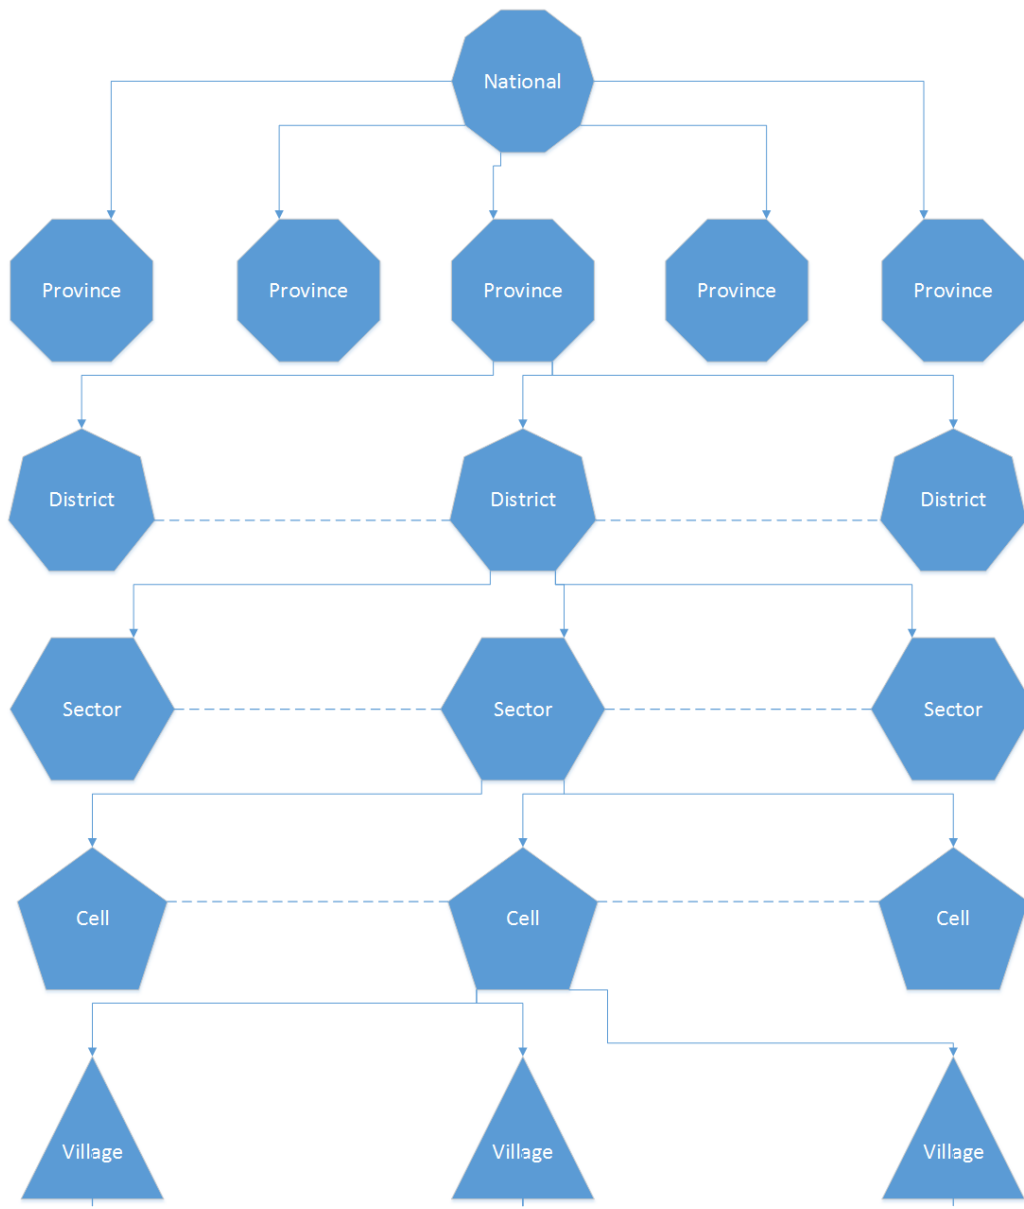 National
Province
Province
Province
Province
Province
District
District
District
Sector
Sector
Sector
Cell
Cell
Cell
Village
Village
Village